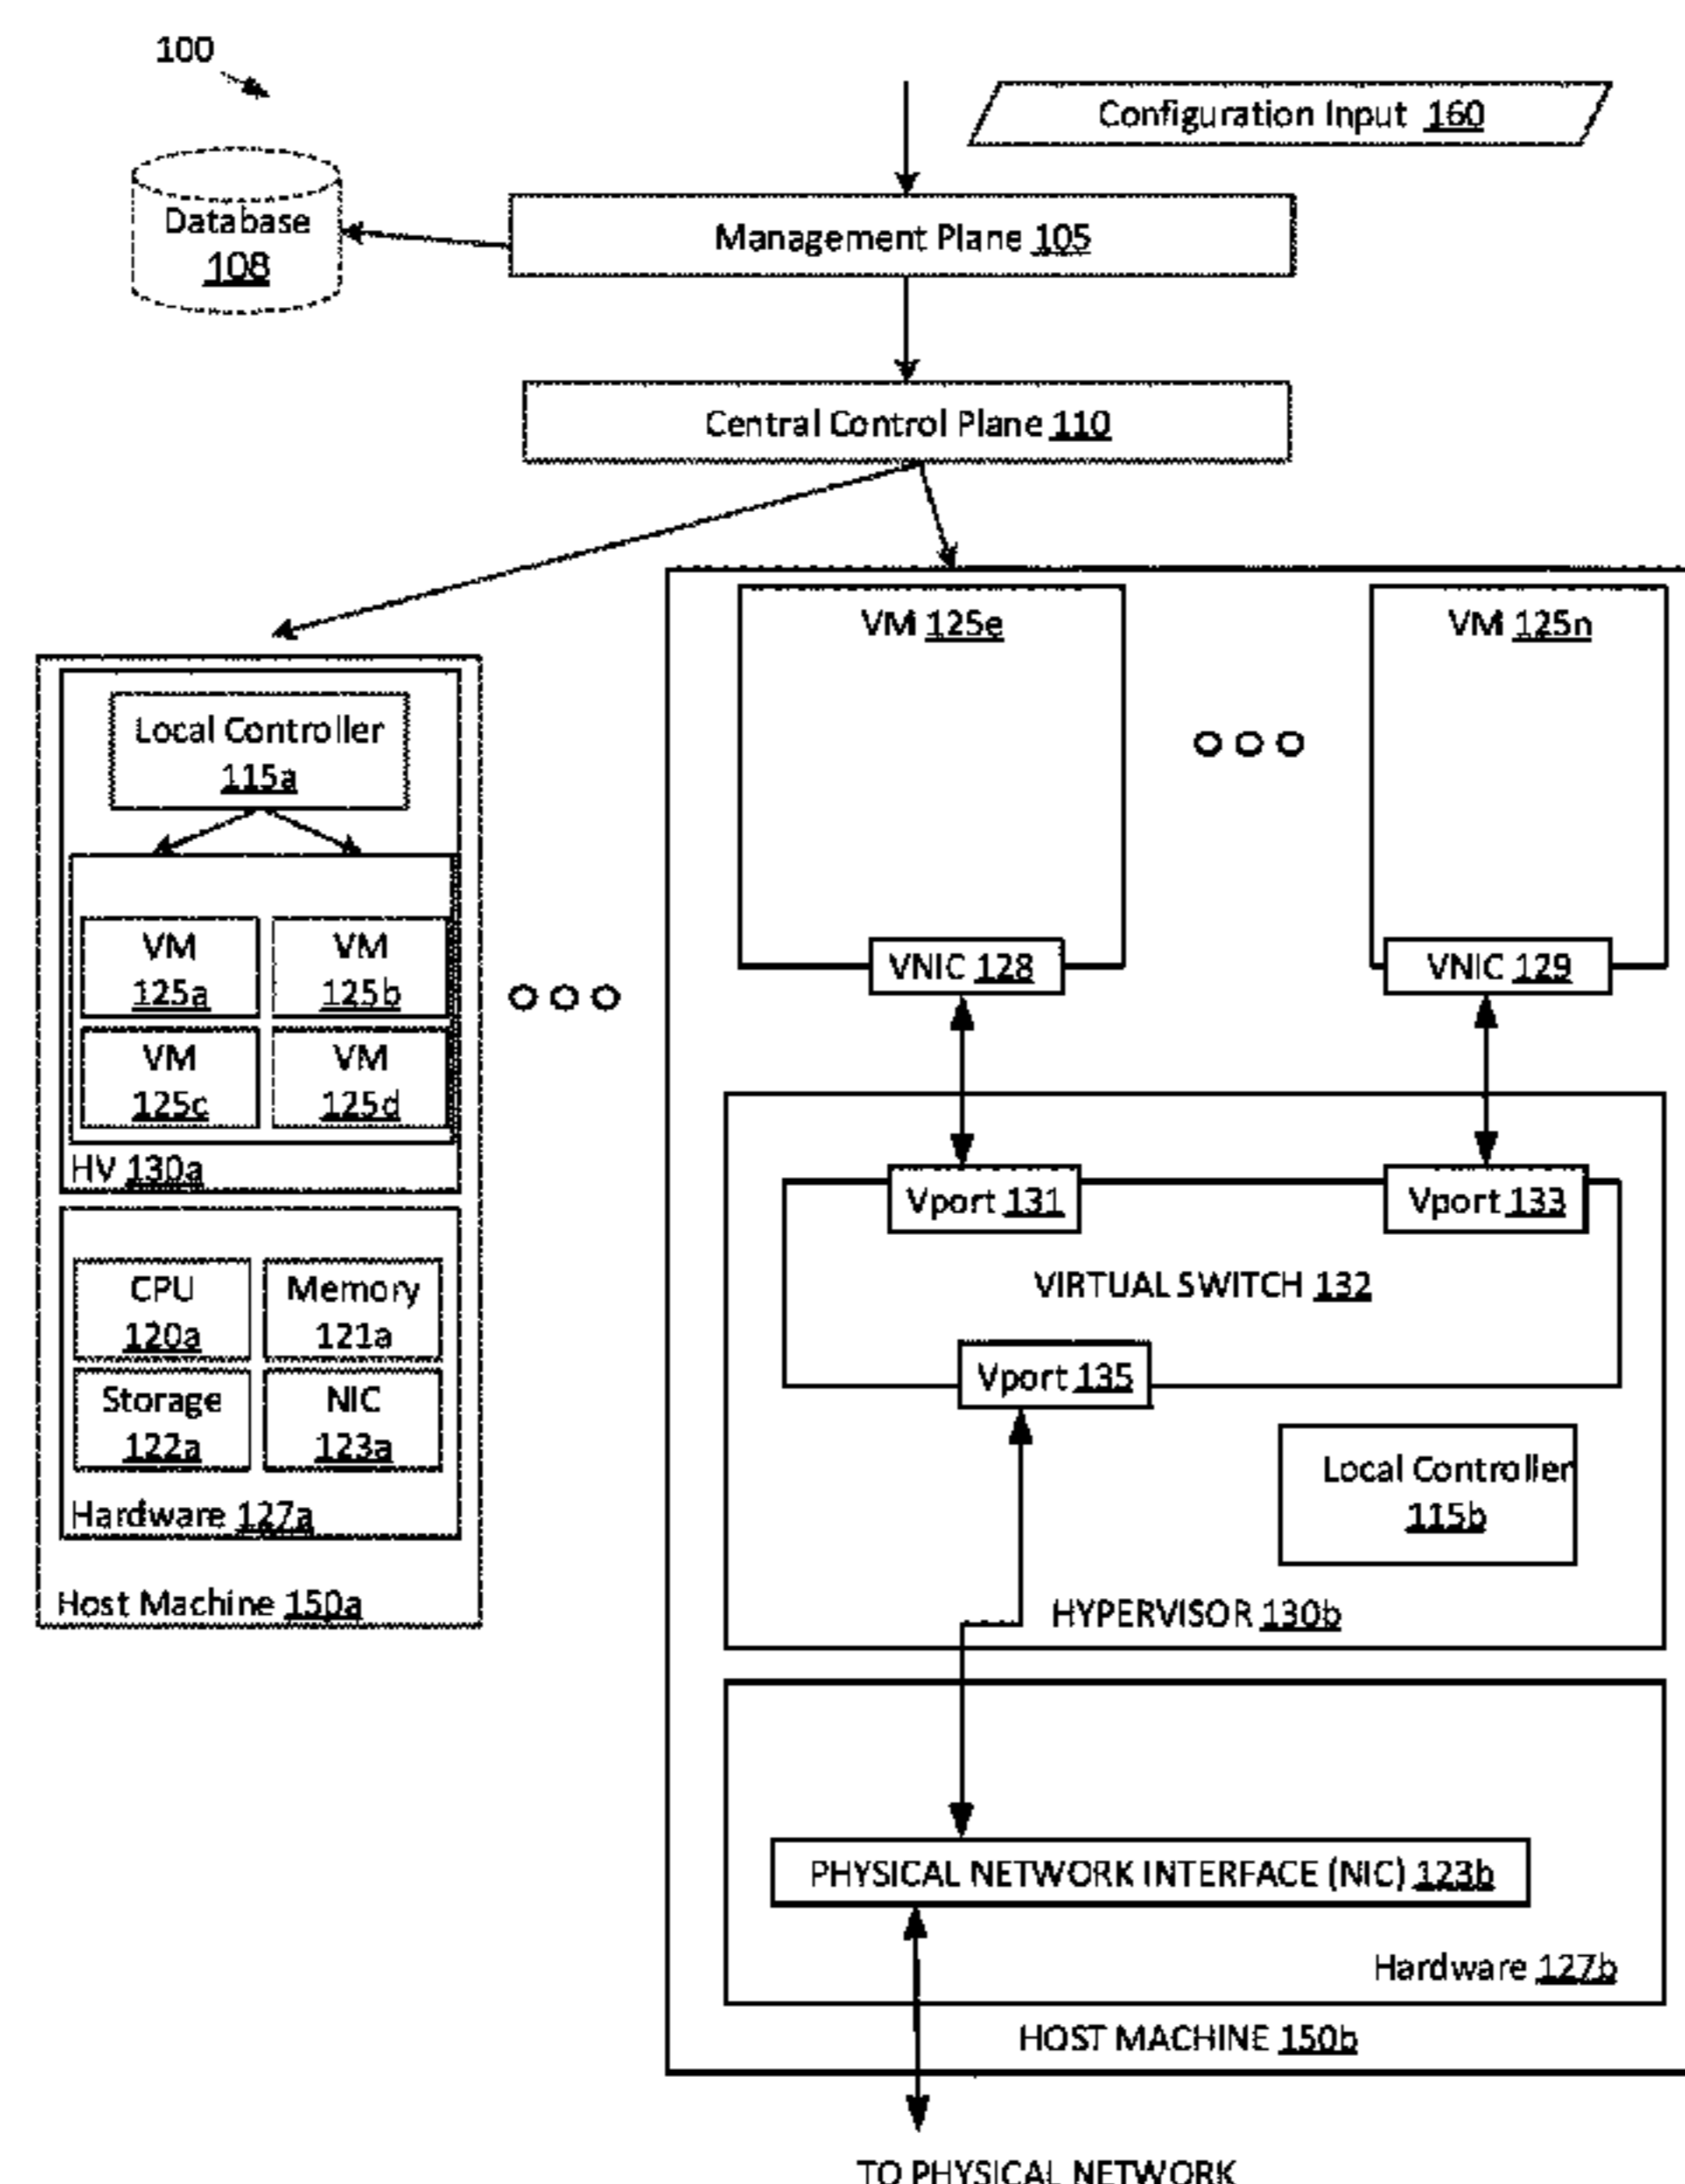 100
Configuration Input 160
Database
108
Management Plane 105
Central Control Plane 110
VM 125e
VM 125n
Local Controller
115a
VM
125a
VM
125b
VM
125c
VM
125d
HV 130a
VNIC 128
VNIC 129
Vport 131
Vport 133
VIRTUAL SWITCH 132
Vport 135
CPU
120a
Memory
121a
Storage
122a
NIC
123a
Hardware 127a
Host Machine 150a
Local Controller
115b
HYPERVISOR 130b
PHYSICAL NETWORK INTERFACE (NIC) 123b
Hardware 127b
HOST MACHINE 150b
TO PHYSICAL NETWORK